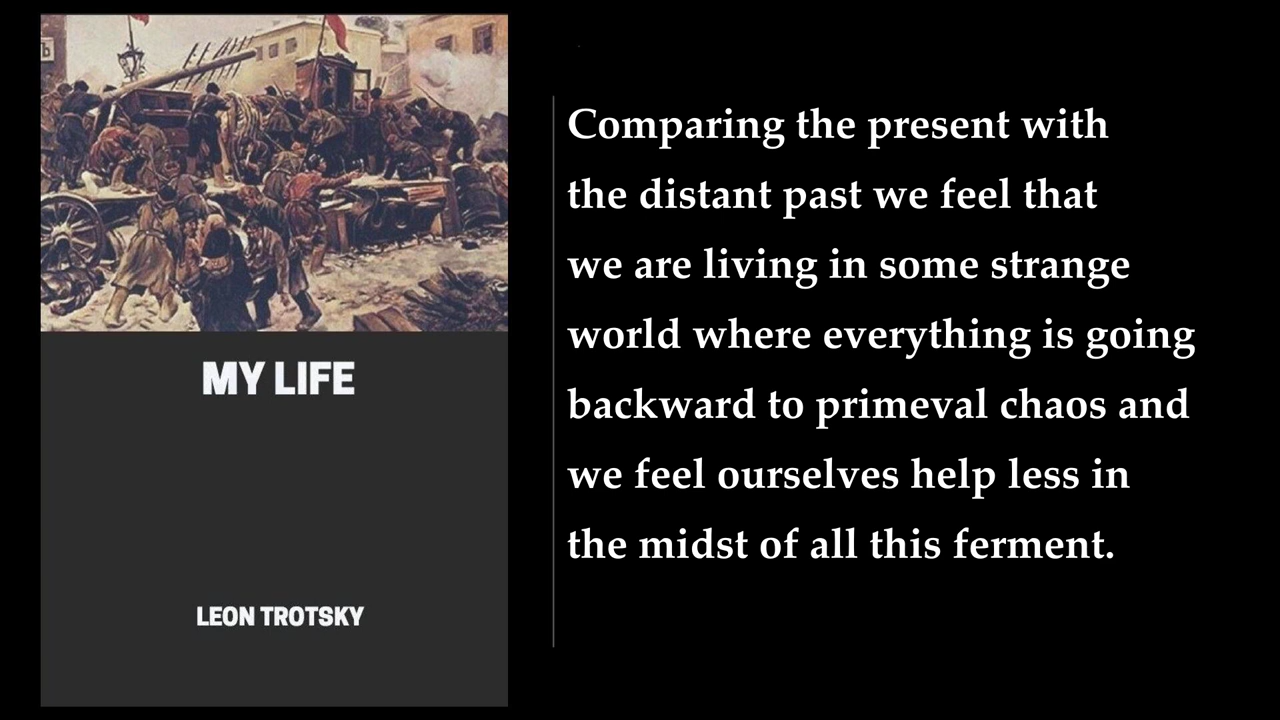 MY LIFE
LEON TROTSKY
Comparing the present with
the distant past we feel that
we are living in some strange
world where everything is going
backward to primeval chaos and
we feel ourselves help less in
the midst of all this ferment.